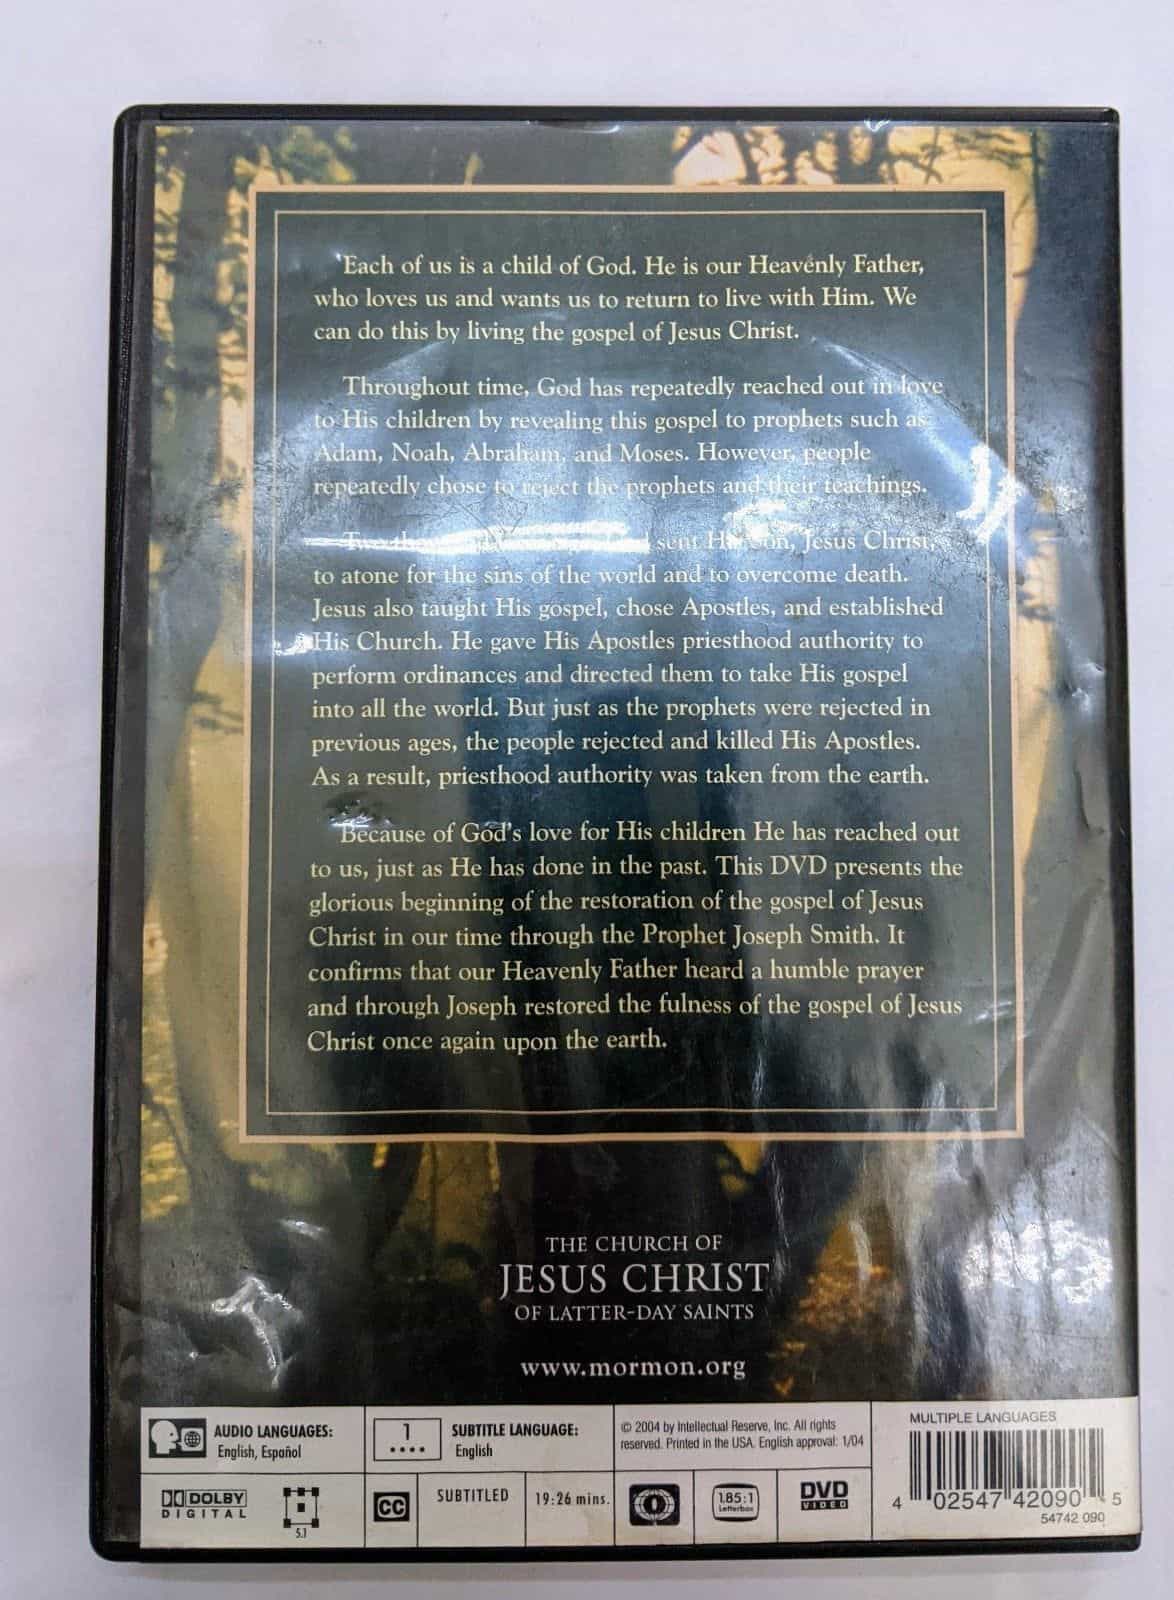 Each of us is a child of God. He is our Heavenly Father,
who loves us and wants us to return to live with Him. We
can do this by living the gospel of Jesus Christ.
Throughout time, God has repeatedly reached out in love
to His children by revealing this gospel to prophets such as
Adam, Noah, Abraham, and Moses. However, people
repeatedly chose to reject the prophets and their teachings.
sent His Son, Jesus Christ,
to atone for the sins of the world and to overcome death.
Jesus also taught His gospel, chose Apostles, and established
His Church. He gave His Apostles priesthood authority to
perform ordinances and directed them to take His gospel
into all the world. But just as the prophets were rejected in
previous ages, the people rejected and killed His Apostles.
As a result, priesthood authority was taken from the earth.
Because of God's love for His children He has reached out
to us, just as He has done in the past. This DVD presents the
glorious beginning of the restoration of the gospel of Jesus
Christ in our time through the Prophet Joseph Smith. It
confirms that our Heavenly Father heard a humble prayer
and through Joseph restored the fulness of the gospel of Jesus
Christ once again upon the earth.
THE CHURCH OF
JESUS CHRIST
OF LATTER-DAY SAINTS
www.mormon.org
AUDIO LANGUAGES:
English, Español
1
SUBTITLE LANGUAGE:
English
© 2004 by Intellectual Reserve, Inc. All rights
reserved. Printed in the USA. English approval: 1/04
MULTIPLE LANGUAGES
DOLBY
DIGITAL
5.1
CC
SUBTITLED
19:26 mins.
1.85:1
Letterbox
DVD
VIDEO
4 02547 42090 5
54742 090